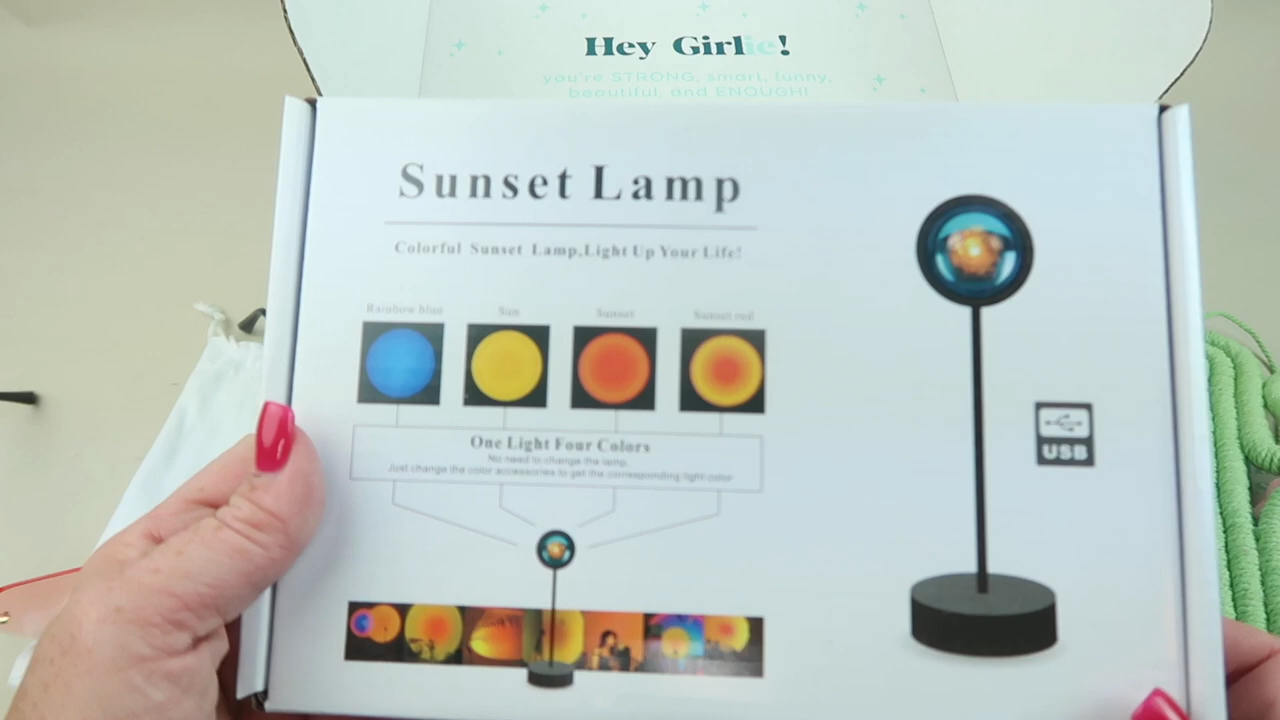 Hey Girlie!
you're STRONG, smart, funny,
beautiful, and ENOUGH!
Sunset Lamp
Colorful Sunset Lamp,Light Up Your Life!
Rainbow blue Sun Sunset Sunset red
One Light Four Colors
No need to change the lamp,
Just change the color accessories to get the corresponding light color
USB